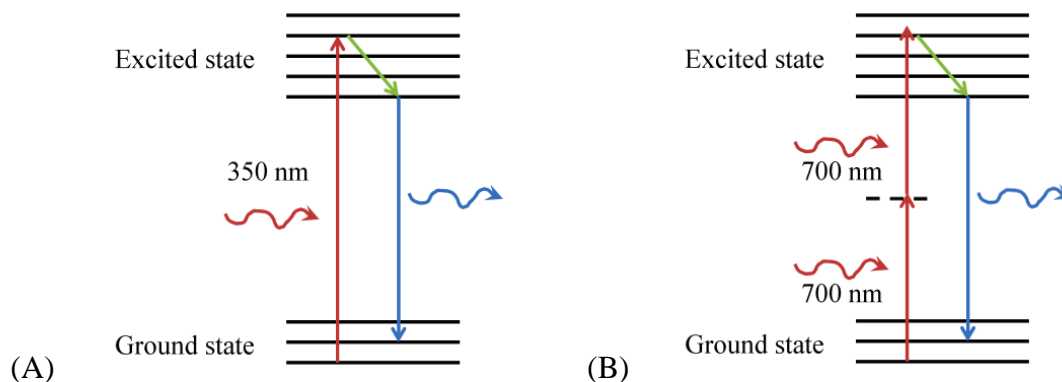 Excited state
350 nm
Ground state
(A)
Excited state
700 nm
700 nm
Ground state
(B)